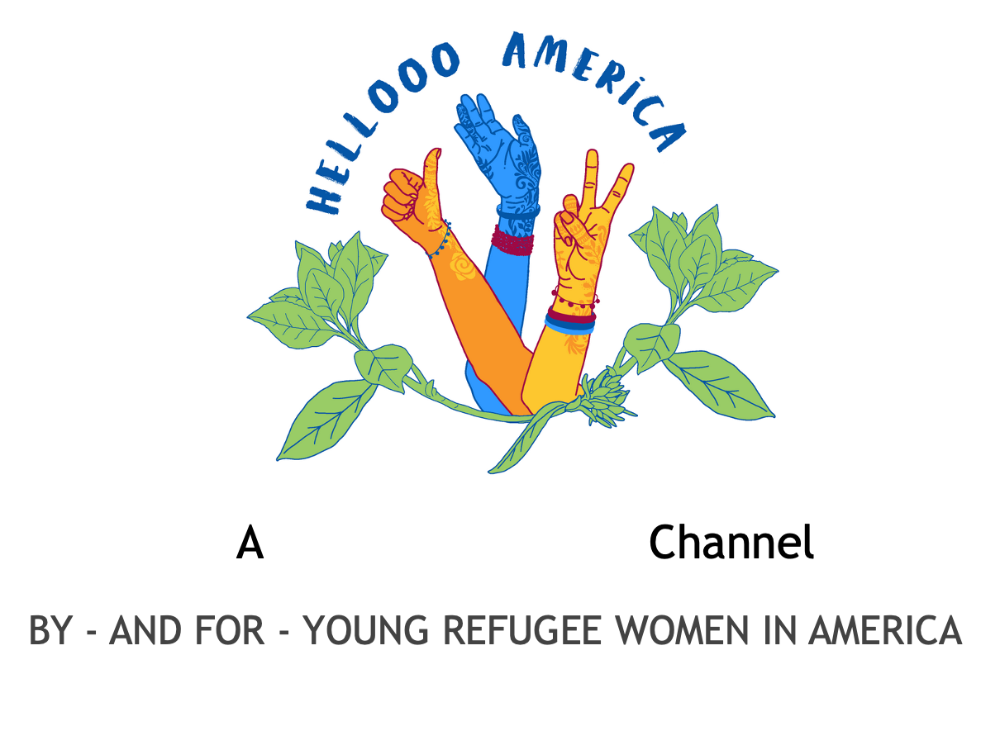 HELLOOO AMERiCA
A Channel
BY - AND FOR - YOUNG REFUGEE WOMEN IN AMERICA